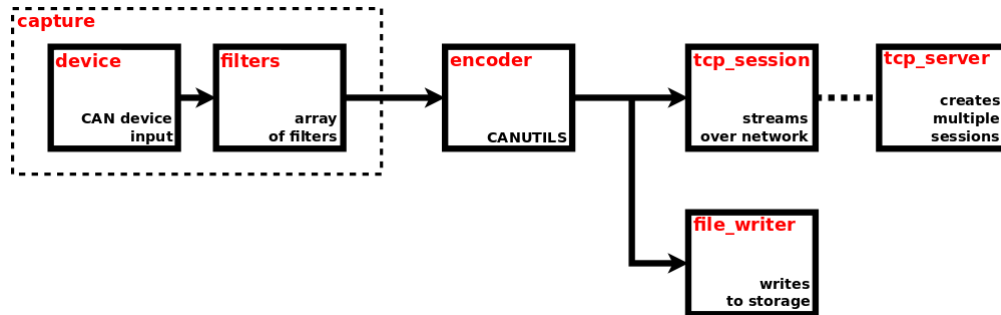 capture
device
CAN device
input
filters
array
of filters
encoder
CANUTILS
tcp_session
streams
over network
tcp_server
creates
multiple
sessions
file_writer
writes
to storage